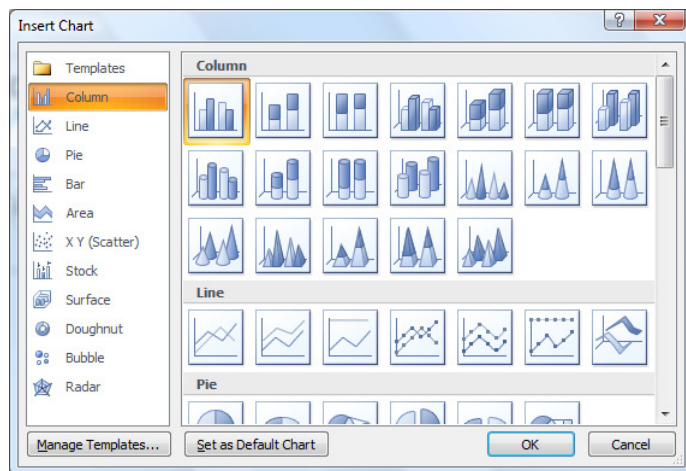 Insert Chart
Templates
Column
Line
Pie
Bar
Area
X Y (Scatter)
Stock
Surface
Doughnut
Bubble
Radar
Column
Line
Pie
Manage Templates...
Set as Default Chart
OK
Cancel